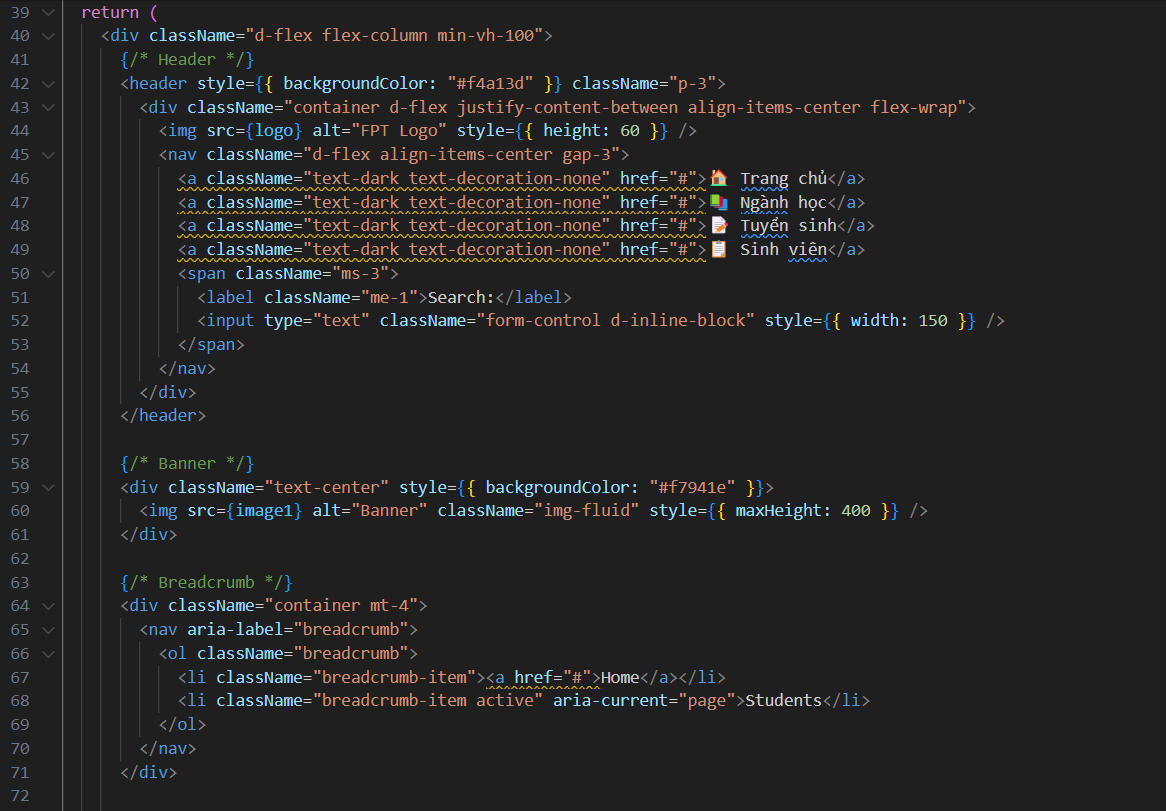 39 return (
40 <div className="d-flex flex-column min-vh-100">
41 {/* Header */}
42 <header style={{ backgroundColor: "#f4a13d" }} className="p-3">
43 <div className="container d-flex justify-content-between align-items-center flex-wrap">
44 <img src={logo} alt="FPT Logo" style={{ height: 60 }} />
45 <nav className="d-flex align-items-center gap-3">
46 <a className="text-dark text-decoration-none" href="#">🏠 Trang chủ</a>
47 <a className="text-dark text-decoration-none" href="#">📚 Ngành học</a>
48 <a className="text-dark text-decoration-none" href="#">📝 Tuyển sinh</a>
49 <a className="text-dark text-decoration-none" href="#">📋 Sinh viên</a>
50 <span className="ms-3">
51 <label className="me-1">Search:</label>
52 <input type="text" className="form-control d-inline-block" style={{ width: 150 }} />
53 </span>
54 </nav>
55 </div>
56 </header>
57
58 {/* Banner */}
59 <div className="text-center" style={{ backgroundColor: "#f7941e" }}>
60 <img src={image1} alt="Banner" className="img-fluid" style={{ maxHeight: 400 }} />
61 </div>
62
63 {/* Breadcrumb */}
64 <div className="container mt-4">
65 <nav aria-label="breadcrumb">
66 <ol className="breadcrumb">
67 <li className="breadcrumb-item"><a href="#">Home</a></li>
68 <li className="breadcrumb-item active" aria-current="page">Students</li>
69 </ol>
70 </nav>
71 </div>
72